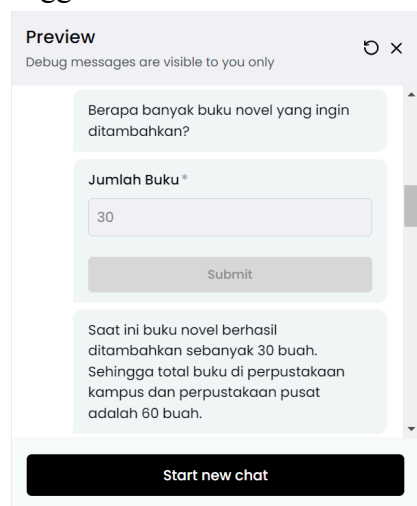 Preview
Debug messages are visible to you only
Berapa banyak buku novel yang ingin
ditambahkan?
Jumlah Buku*
30
Submit
Saat ini buku novel berhasil
ditambahkan sebanyak 30 buah.
Sehingga total buku di perpustakaan
kampus dan perpustakaan pusat
adalah 60 buah.
Start new chat